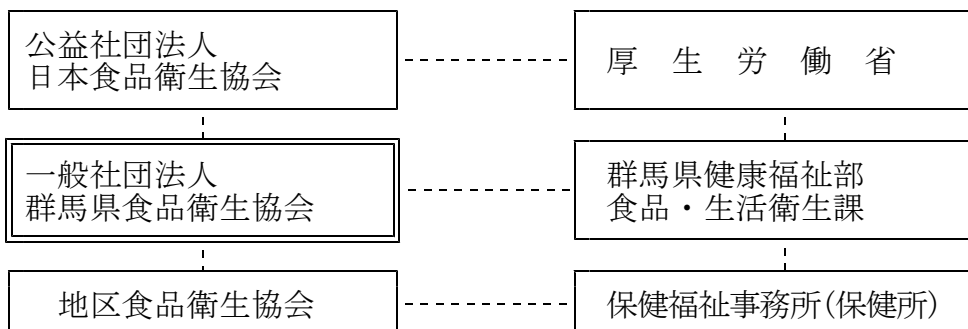 公益社団法人
日本食品衛生協会
厚 生 労 働 省
一般社団法人
群馬県食品衛生協会
群馬県健康福祉部
食品・生活衛生課
地区食品衛生協会
保健福祉事務所(保健所)